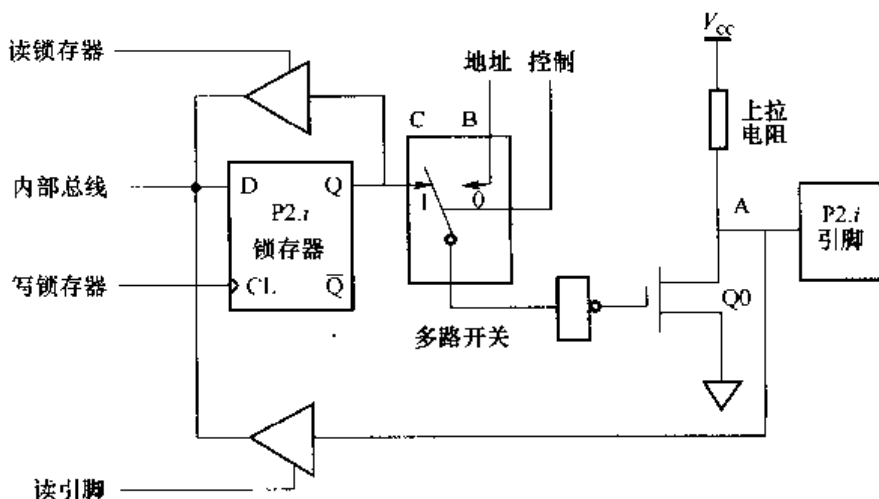 V_CC
读锁存器
地址 控制
上拉
电阻
C B
内部总线
D Q
1 0
P2.i
锁存器
A
P2.i
引脚
写锁存器
CL Q̅
Q0
多路开关
读引脚